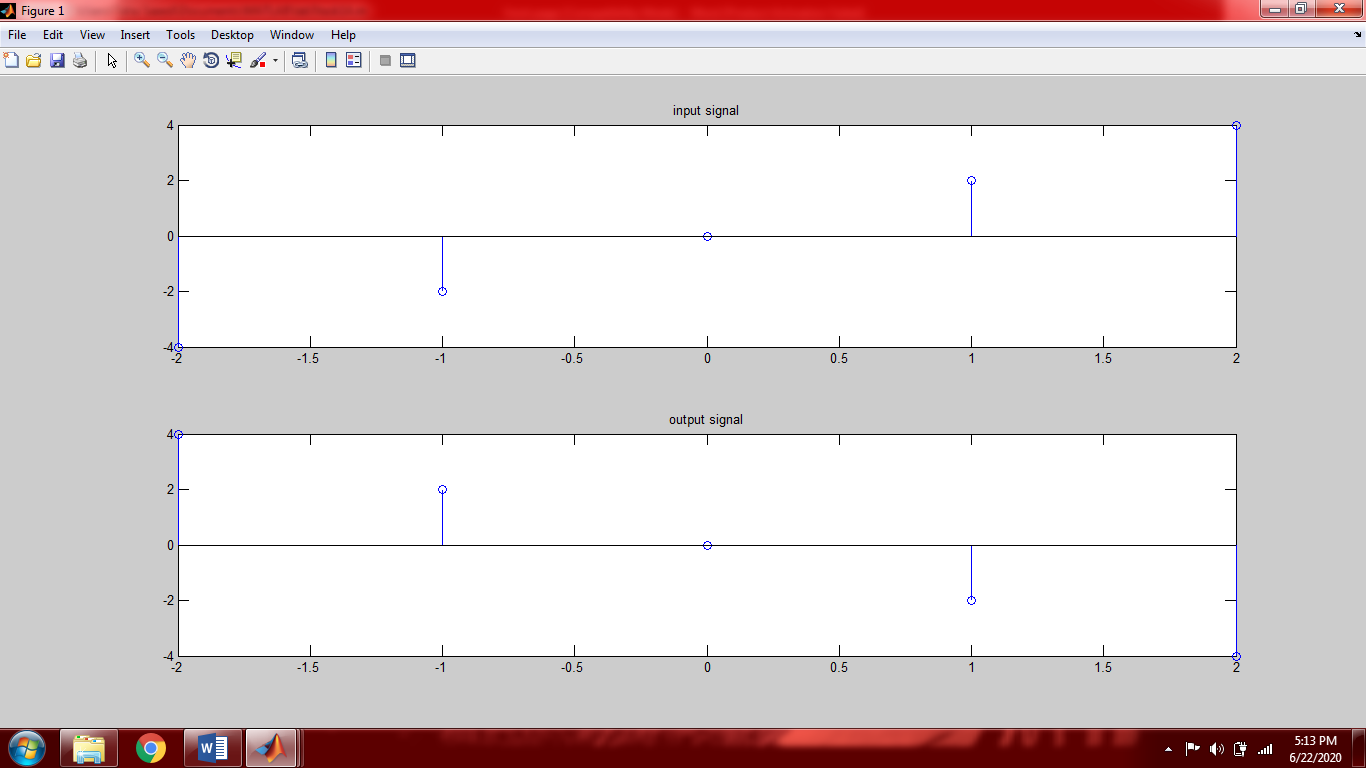 Figure 1
File Edit View Insert Tools Desktop Window Help
input signal
4
2
0
-2
-4
-2 -1.5 -1 -0.5 0 0.5 1 1.5 2
output signal
4
2
0
-2
-4
-2 -1.5 -1 -0.5 0 0.5 1 1.5 2
5:13 PM
6/22/2020